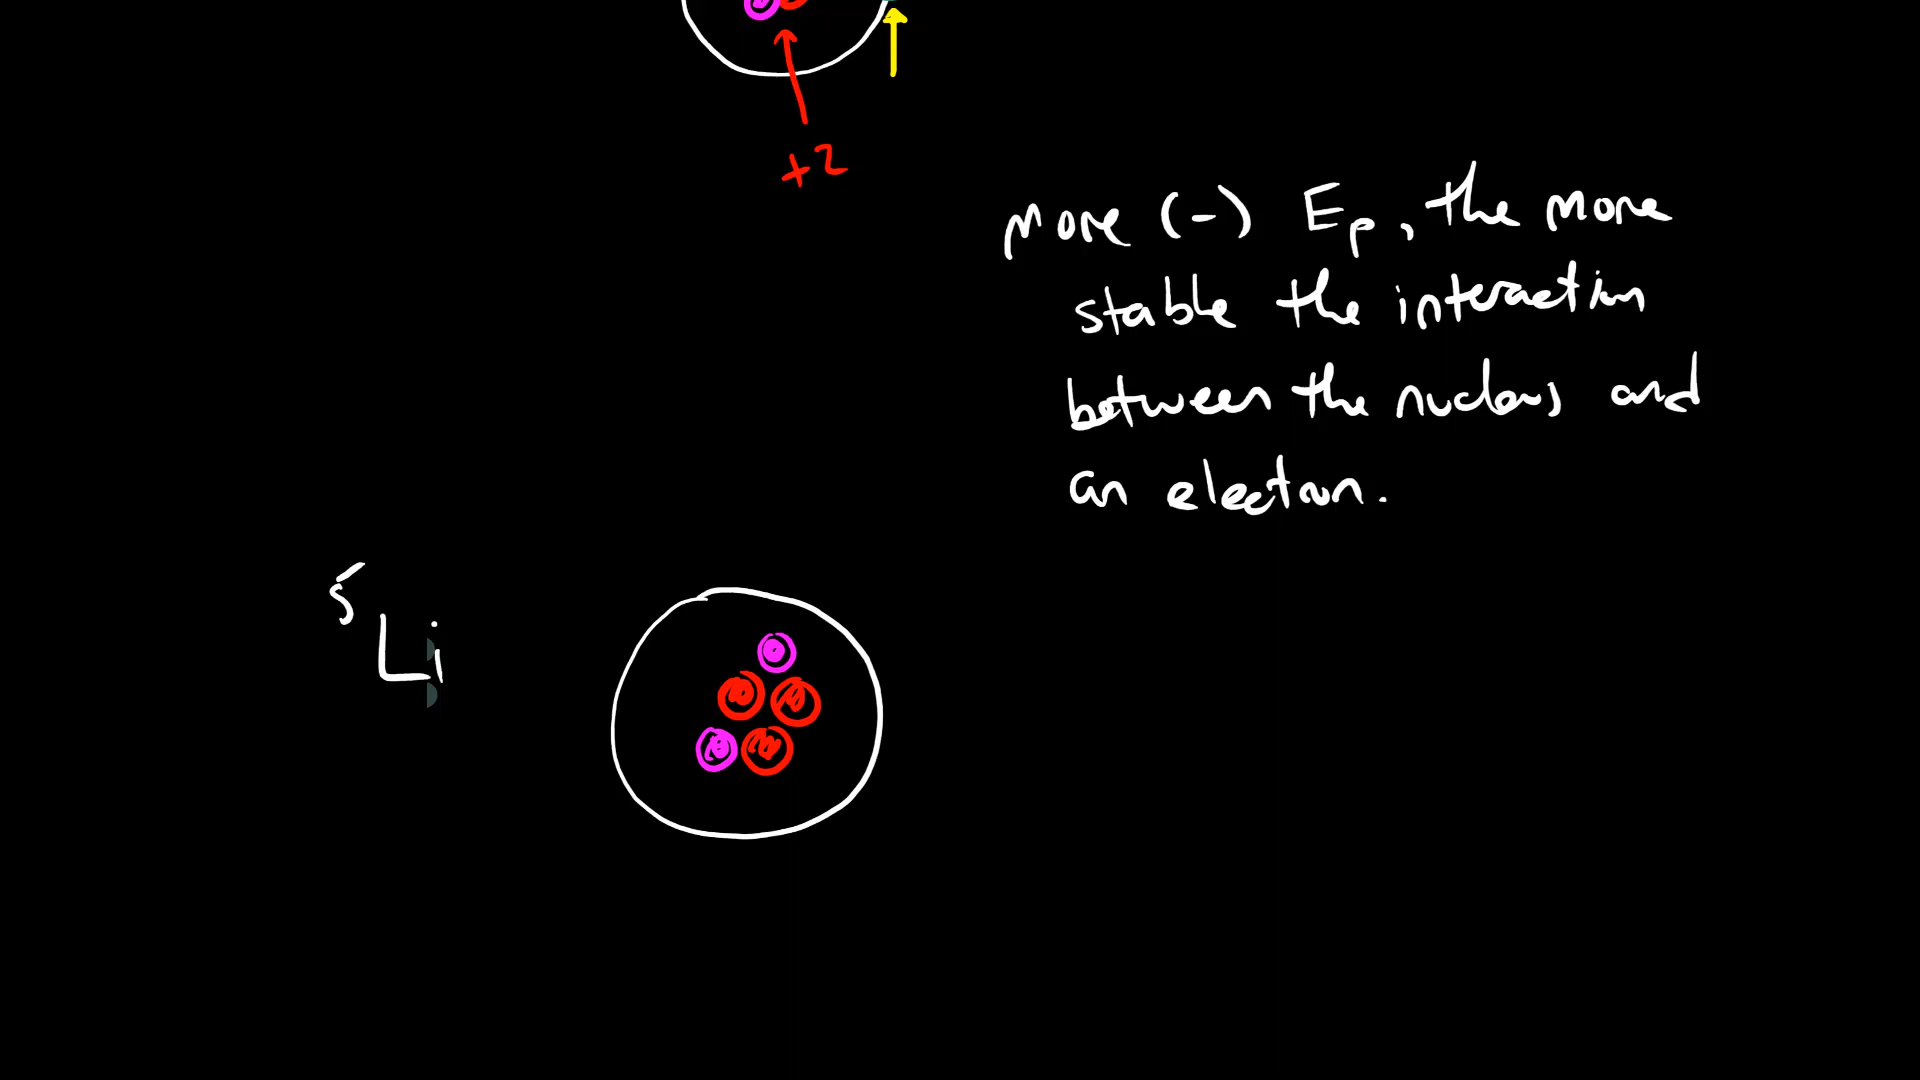 +2
more (-) Ep, the more
stable the interaction
between the nucleus and
an electron.
5
Li